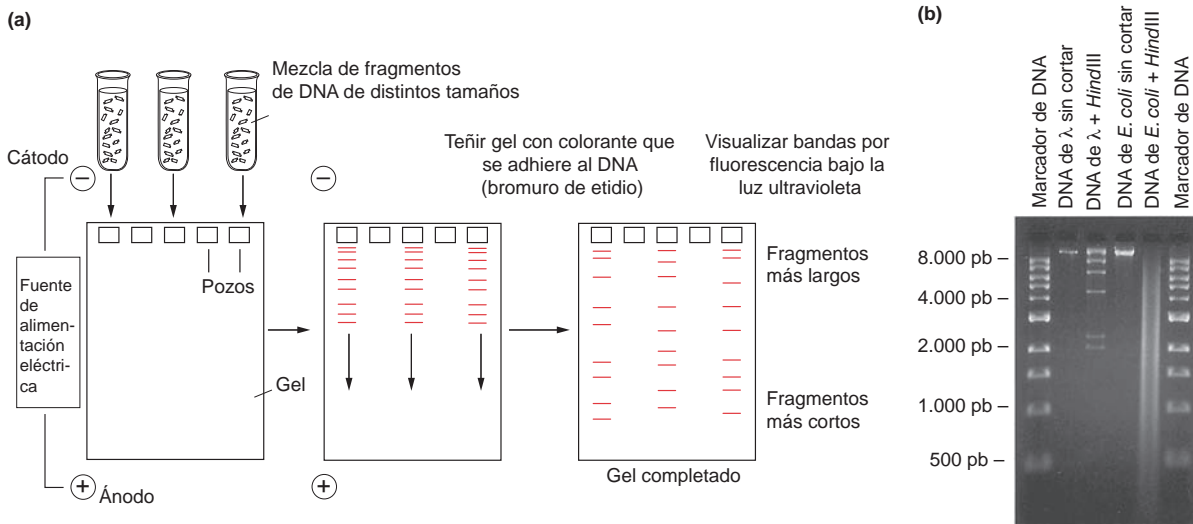 (a)
Mezcla de fragmentos
de DNA de distintos tamaños
Cátodo
−
−
Teñir gel con colorante que
se adhiere al DNA
(bromuro de etidio)
Visualizar bandas por
fluorescencia bajo la
luz ultravioleta
Fuente
de
alimen-
tación
eléctri-
ca
Pozos
Gel
Fragmentos
más largos
Fragmentos
más cortos
+
Ánodo
+
Gel completado
(b)
Marcador de DNA
DNA de λ sin cortar
DNA de λ + HindIII
DNA de E. coli sin cortar
DNA de E. coli + HindIII
Marcador de DNA
8.000 pb –
4.000 pb –
2.000 pb –
1.000 pb –
500 pb –